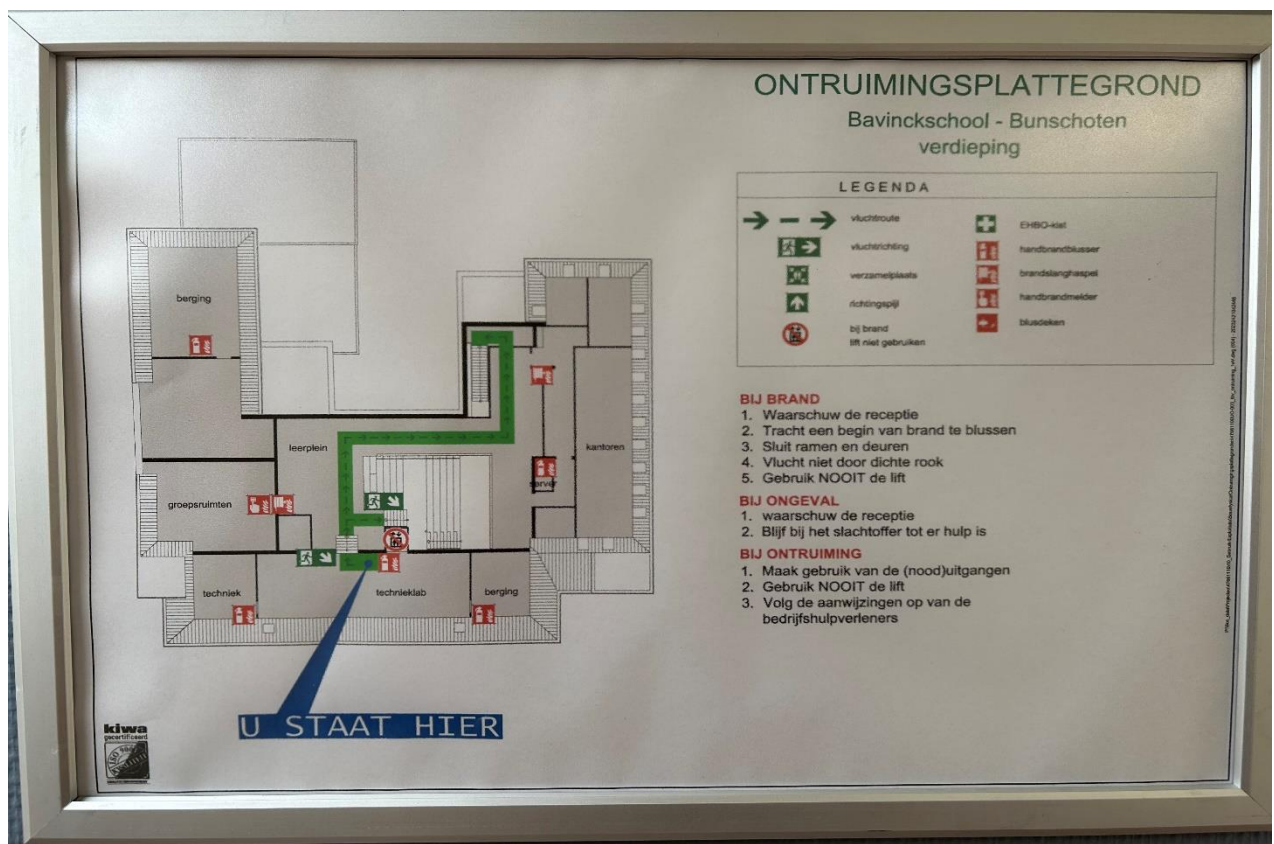 ONTRUIMINGSPLATTEGROND
Bavinckschool - Bunschoten
verdieping
LEGENDA
vluchtroute
vluchtrichting
verzamelplaats
richtingspijl
bij brand
lift niet gebruiken
EHBO-kist
handbrandblusser
brandslanghaspel
handbrandmelder
blusdeken
BIJ BRAND
1. Waarschuw de receptie
2. Tracht een begin van brand te blussen
3. Sluit ramen en deuren
4. Vlucht niet door dichte rook
5. Gebruik NOOIT de lift
BIJ ONGEVAL
1. waarschuw de receptie
2. Blijf bij het slachtoffer tot er hulp is
BIJ ONTRUIMING
1. Maak gebruik van de (nood)uitgangen
2. Gebruik NOOIT de lift
3. Volg de aanwijzingen op van de
bedrijfshulpverleners
berging
leerplein
kantoren
server
groepsruimten
techniek
technieklab
berging
U STAAT HIER
kiwa
gecertificeerd